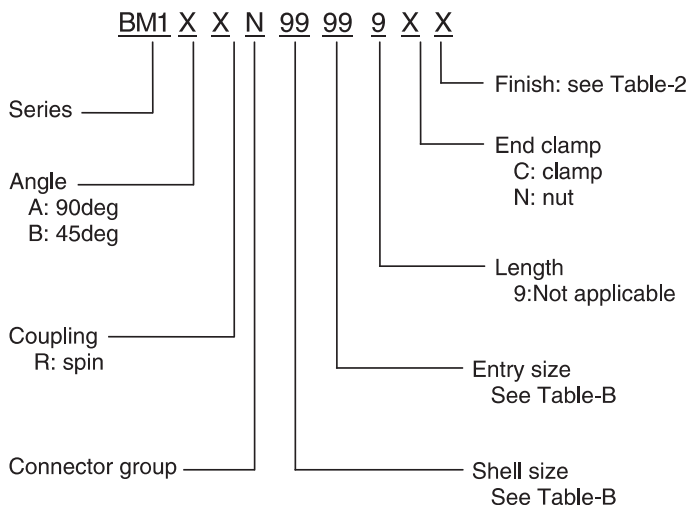 BM1 X X N 99 99 9 X X
Finish: see Table-2
Series
End clamp
C: clamp
N: nut
Angle
A: 90deg
B: 45deg
Length
9:Not applicable
Coupling
R: spin
Entry size
See Table-B
Connector group
Shell size
See Table-B